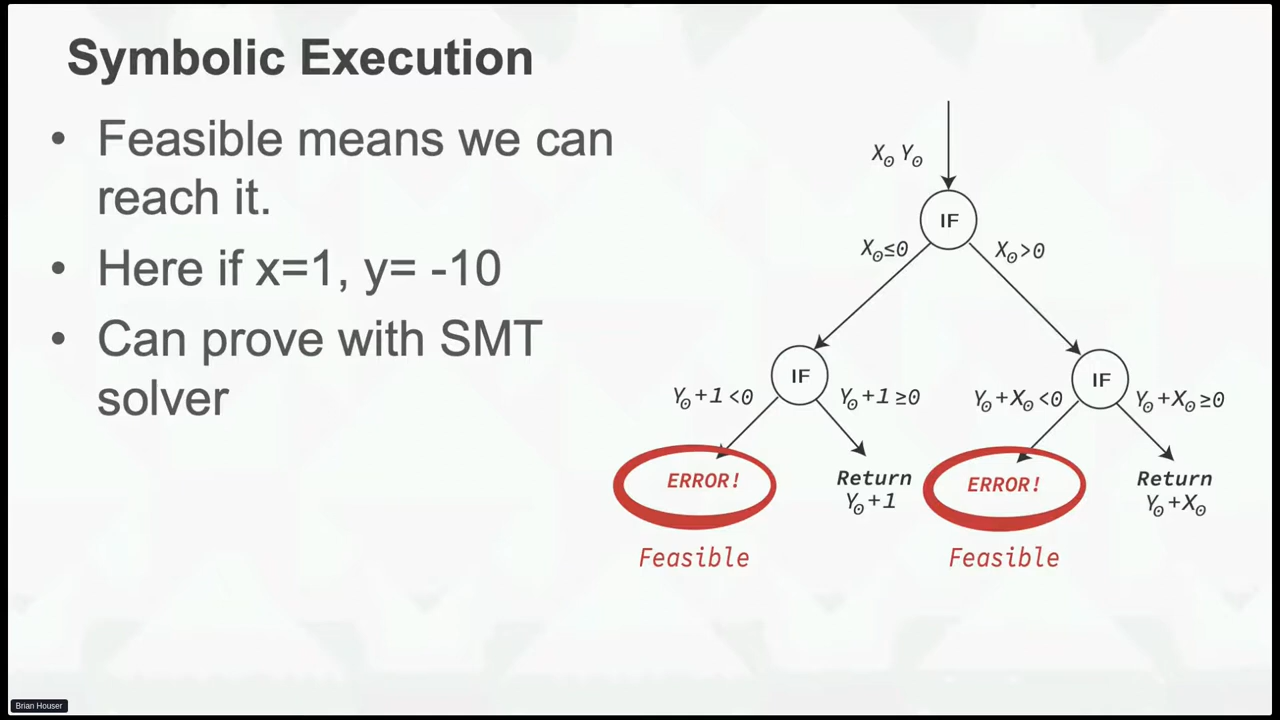 Symbolic Execution
• Feasible means we can
reach it.
• Here if x=1, y= -10
• Can prove with SMT
solver
X₀ Y₀
IF
X₀≤0
X₀>0
IF
IF
Y₀+1<0
Y₀+1≥0
Y₀+X₀<0
Y₀+X₀≥0
ERROR!
Return
Y₀+1
ERROR!
Return
Y₀+X₀
Feasible
Feasible
Brian Houser